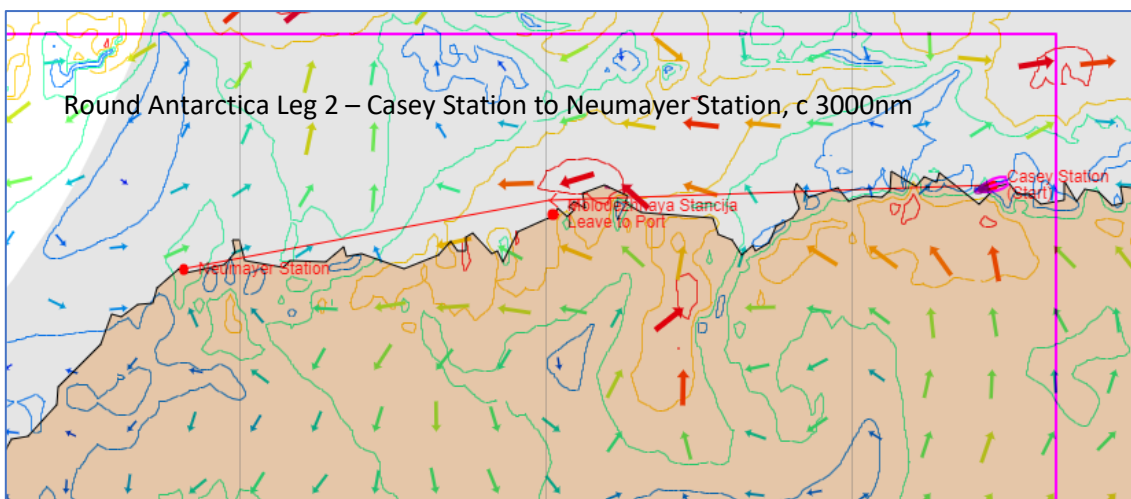 Round Antarctica Leg 2 – Casey Station to Neumayer Station, c 3000nm
Casey Station
(Start)
Molodezhnaya Stancija
Leave to Port
Neumayer Station